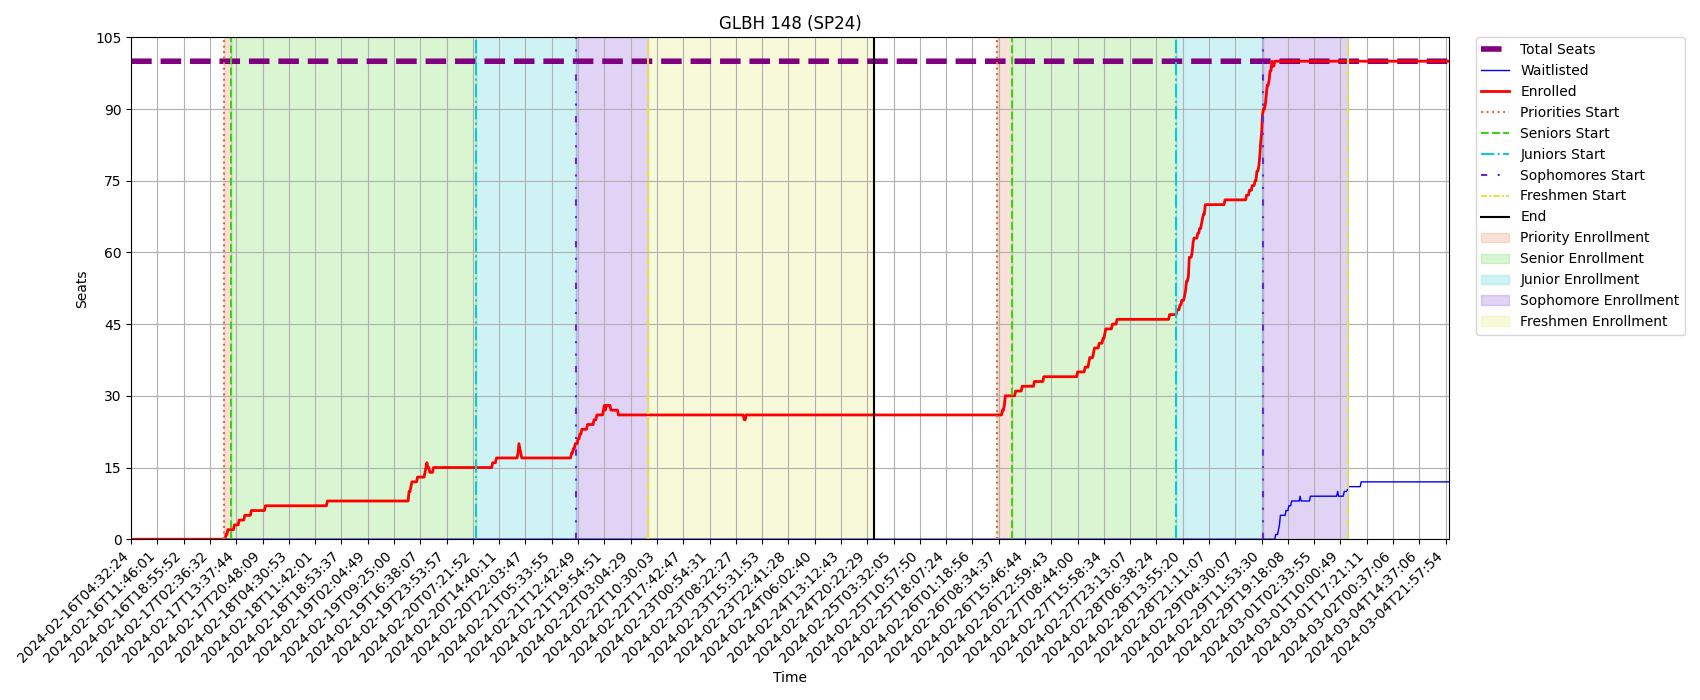 GLBH 148 (SP24)
105
90
75
60
45
30
15
0
Seats
2024-02-16T04:32:24
2024-02-16T11:46:01
2024-02-16T18:55:52
2024-02-17T02:36:32
2024-02-17T13:37:44
2024-02-17T20:48:09
2024-02-18T04:30:53
2024-02-18T11:42:01
2024-02-18T18:53:37
2024-02-19T02:04:49
2024-02-19T09:25:00
2024-02-19T16:38:07
2024-02-19T23:53:57
2024-02-20T07:21:52
2024-02-20T14:40:11
2024-02-20T22:03:47
2024-02-21T05:33:55
2024-02-21T12:42:49
2024-02-21T19:54:51
2024-02-22T03:04:29
2024-02-22T10:30:03
2024-02-22T17:42:47
2024-02-23T00:54:31
2024-02-23T08:22:27
2024-02-23T15:31:53
2024-02-23T22:41:28
2024-02-24T06:02:40
2024-02-24T13:12:43
2024-02-24T20:22:29
2024-02-25T03:32:05
2024-02-25T10:57:50
2024-02-25T18:07:24
2024-02-26T01:18:56
2024-02-26T08:34:37
2024-02-26T15:46:44
2024-02-26T22:59:43
2024-02-27T08:44:00
2024-02-27T15:58:34
2024-02-27T23:13:07
2024-02-28T06:38:24
2024-02-28T13:55:20
2024-02-28T21:11:07
2024-02-29T04:30:07
2024-02-29T11:53:30
2024-02-29T19:18:08
2024-03-01T02:33:55
2024-03-01T10:00:49
2024-03-01T17:21:11
2024-03-02T00:37:06
2024-03-04T14:37:06
2024-03-04T21:57:54
Time
Total Seats
Waitlisted
Enrolled
Priorities Start
Seniors Start
Juniors Start
Sophomores Start
Freshmen Start
End
Priority Enrollment
Senior Enrollment
Junior Enrollment
Sophomore Enrollment
Freshmen Enrollment